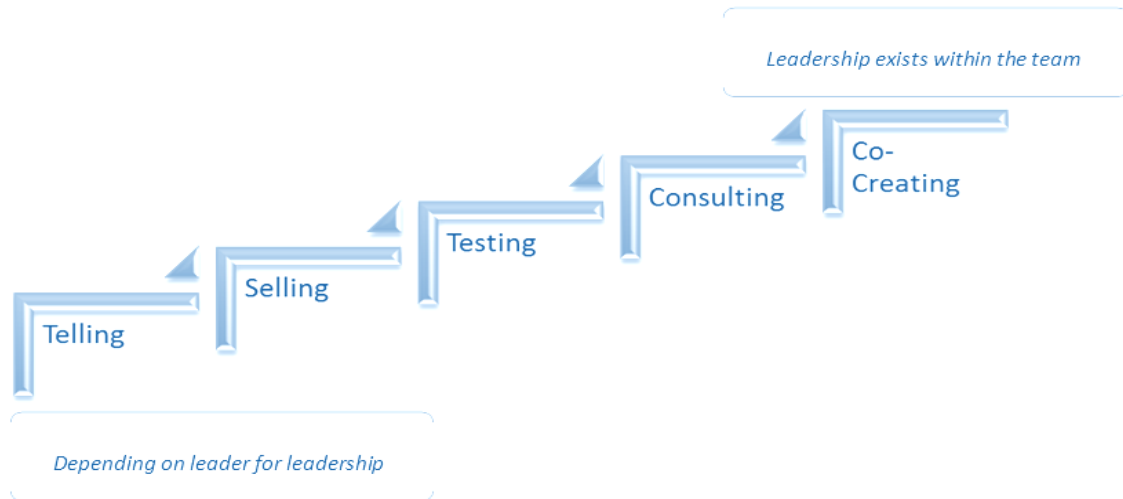 Leadership exists within the team
Co-
Creating
Consulting
Testing
Selling
Telling
Depending on leader for leadership